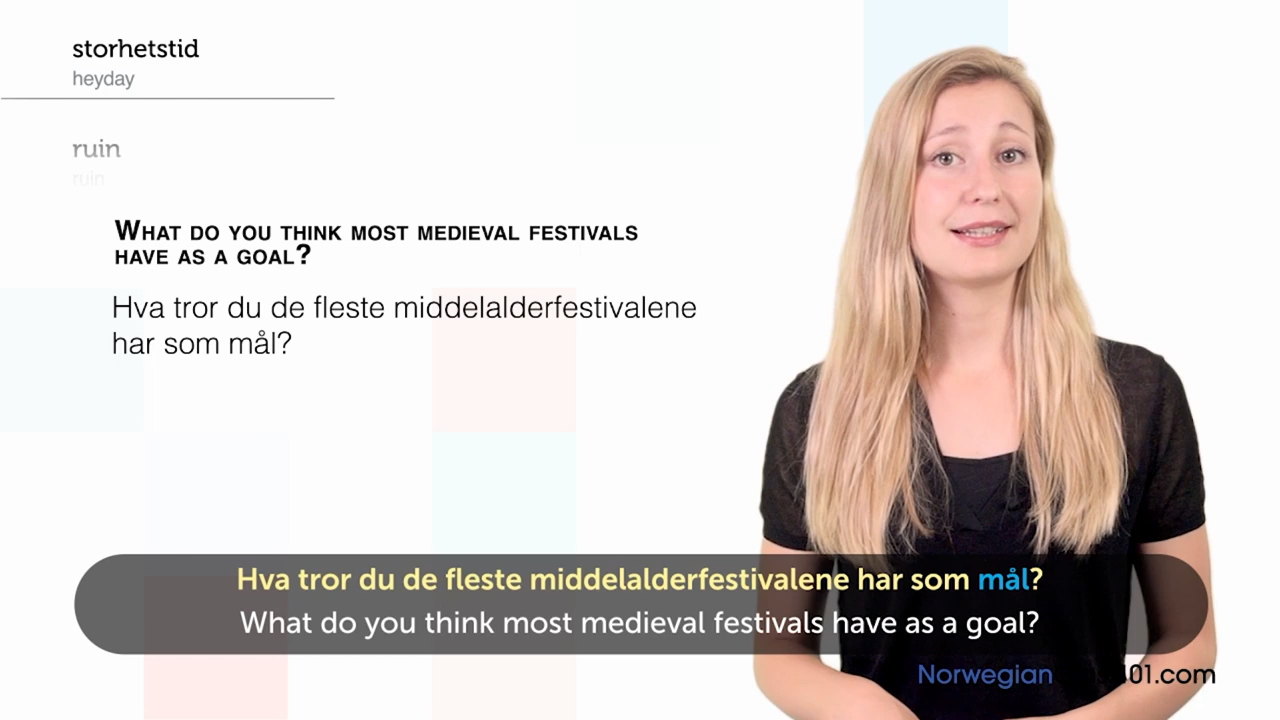 storhetstid
heyday
ruin
ruin
What do you think most medieval festivals
have as a goal?
Hva tror du de fleste middelalderfestivalene
har som mål?
Hva tror du de fleste middelalderfestivalene har som mål?
What do you think most medieval festivals have as a goal?
Norwegian 101.com